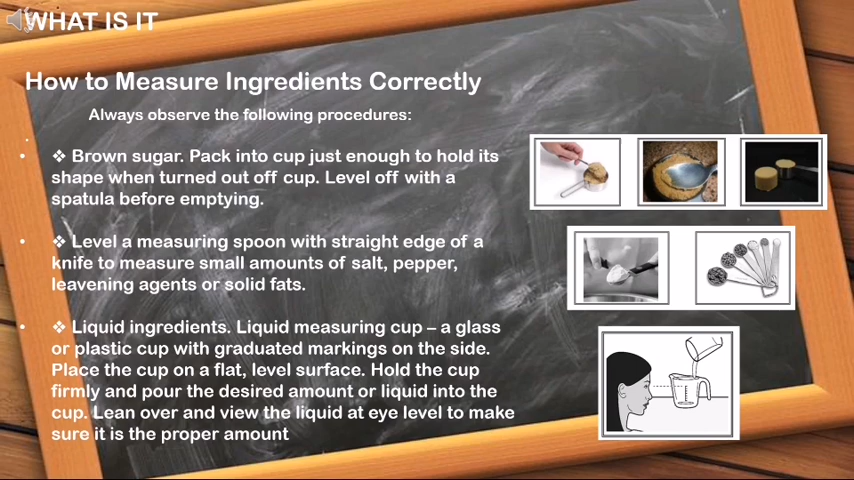 WHAT IS IT
How to Measure Ingredients Correctly
Always observe the following procedures:
•
• ❖ Brown sugar. Pack into cup just enough to hold its
shape when turned out off cup. Level off with a
spatula before emptying.
• ❖ Level a measuring spoon with straight edge of a
knife to measure small amounts of salt, pepper,
leavening agents or solid fats.
• ❖ Liquid ingredients. Liquid measuring cup – a glass
or plastic cup with graduated markings on the side.
Place the cup on a flat, level surface. Hold the cup
firmly and pour the desired amount or liquid into the
cup. Lean over and view the liquid at eye level to make
sure it is the proper amount